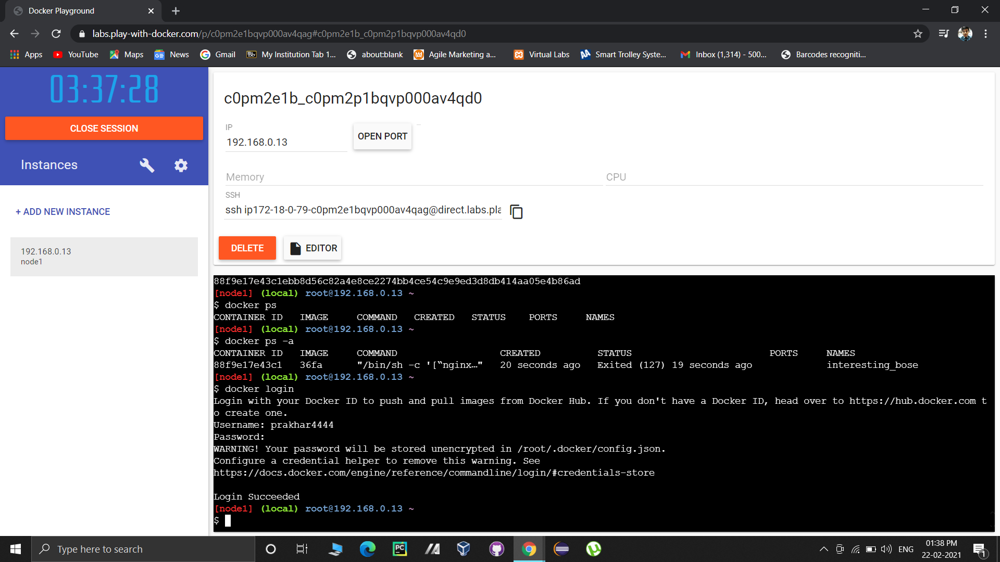 Docker Playground
labs.play-with-docker.com/p/c0pm2e1bqvp000av4qag#c0pm2e1b_c0pm2p1bqvp000av4qd0
Apps YouTube Maps News Gmail Bb My Institution Tab 1... about:blank Agile Marketing a... Virtual Labs Smart Trolley Syste... Inbox (1,314) - 500... Barcodes recogniti...
03:37:28
CLOSE SESSION
Instances
+ ADD NEW INSTANCE
192.168.0.13
node1
c0pm2e1b_c0pm2p1bqvp000av4qd0
IP
192.168.0.13
OPEN PORT
Memory
CPU
SSH
ssh ip172-18-0-79-c0pm2e1bqvp000av4qag@direct.labs.pla
DELETE
EDITOR
88f9e17e43c1ebb8d56c82a4e8ce2274bb4ce54c9e9ed3d8db414aa05e4b86ad
[node1] (local) root@192.168.0.13 ~
$ docker ps
CONTAINER ID   IMAGE     COMMAND   CREATED   STATUS    PORTS     NAMES
[node1] (local) root@192.168.0.13 ~
$ docker ps -a
CONTAINER ID   IMAGE     COMMAND                  CREATED          STATUS                        PORTS     NAMES
88f9e17e43c1   36fa      "/bin/sh -c '[“nginx…"   20 seconds ago   Exited (127) 19 seconds ago             interesting_bose
[node1] (local) root@192.168.0.13 ~
$ docker login
Login with your Docker ID to push and pull images from Docker Hub. If you don't have a Docker ID, head over to https://hub.docker.com t
o create one.
Username: prakhar4444
Password:
WARNING! Your password will be stored unencrypted in /root/.docker/config.json.
Configure a credential helper to remove this warning. See
https://docs.docker.com/engine/reference/commandline/login/#credentials-store
Login Succeeded
[node1] (local) root@192.168.0.13 ~
$
Type here to search
PC
ENG
01:38 PM
22-02-2021
1